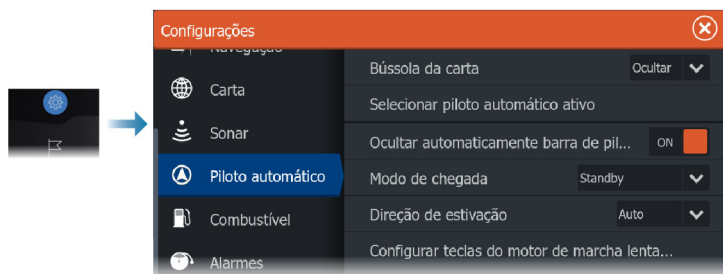 Configurações
Navegação
Carta
Sonar
Piloto automático
Combustível
Alarmes
Bússola da carta Ocultar
Selecionar piloto automático ativo
Ocultar automaticamente barra de pil... ON
Modo de chegada Standby
Direção de estivação Auto
Configurar teclas do motor de marcha lenta...